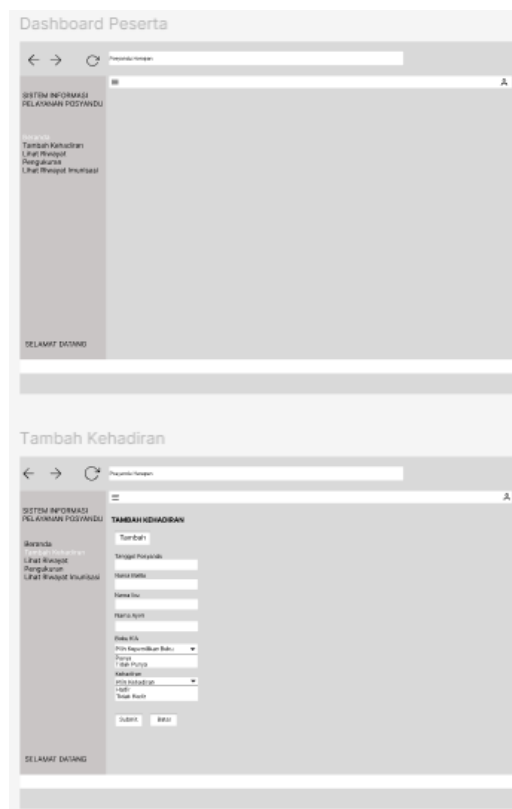 Dashboard Peserta
Posyandu Harapan
SISTEM INFORMASI
PELAYANAN POSYANDU
Beranda
Tambah Kehadiran
Lihat Riwayat
Pengukuran
Lihat Riwayat Imunisasi
SELAMAT DATANG
Tambah Kehadiran
Posyandu Harapan
SISTEM INFORMASI
PELAYANAN POSYANDU
TAMBAH KEHADIRAN
Tambah
Beranda
Tambah Kehadiran
Lihat Riwayat
Pengukuran
Lihat Riwayat Imunisasi
Tanggal Posyandu
Nama Balita
Nama Ibu
Nama Ayah
Buku KIA
Pilih Kepemilikan Buku
Punya
Tidak Punya
Kehadiran
Pilih Kehadiran
Hadir
Tidak Hadir
Submit Batal
SELAMAT DATANG